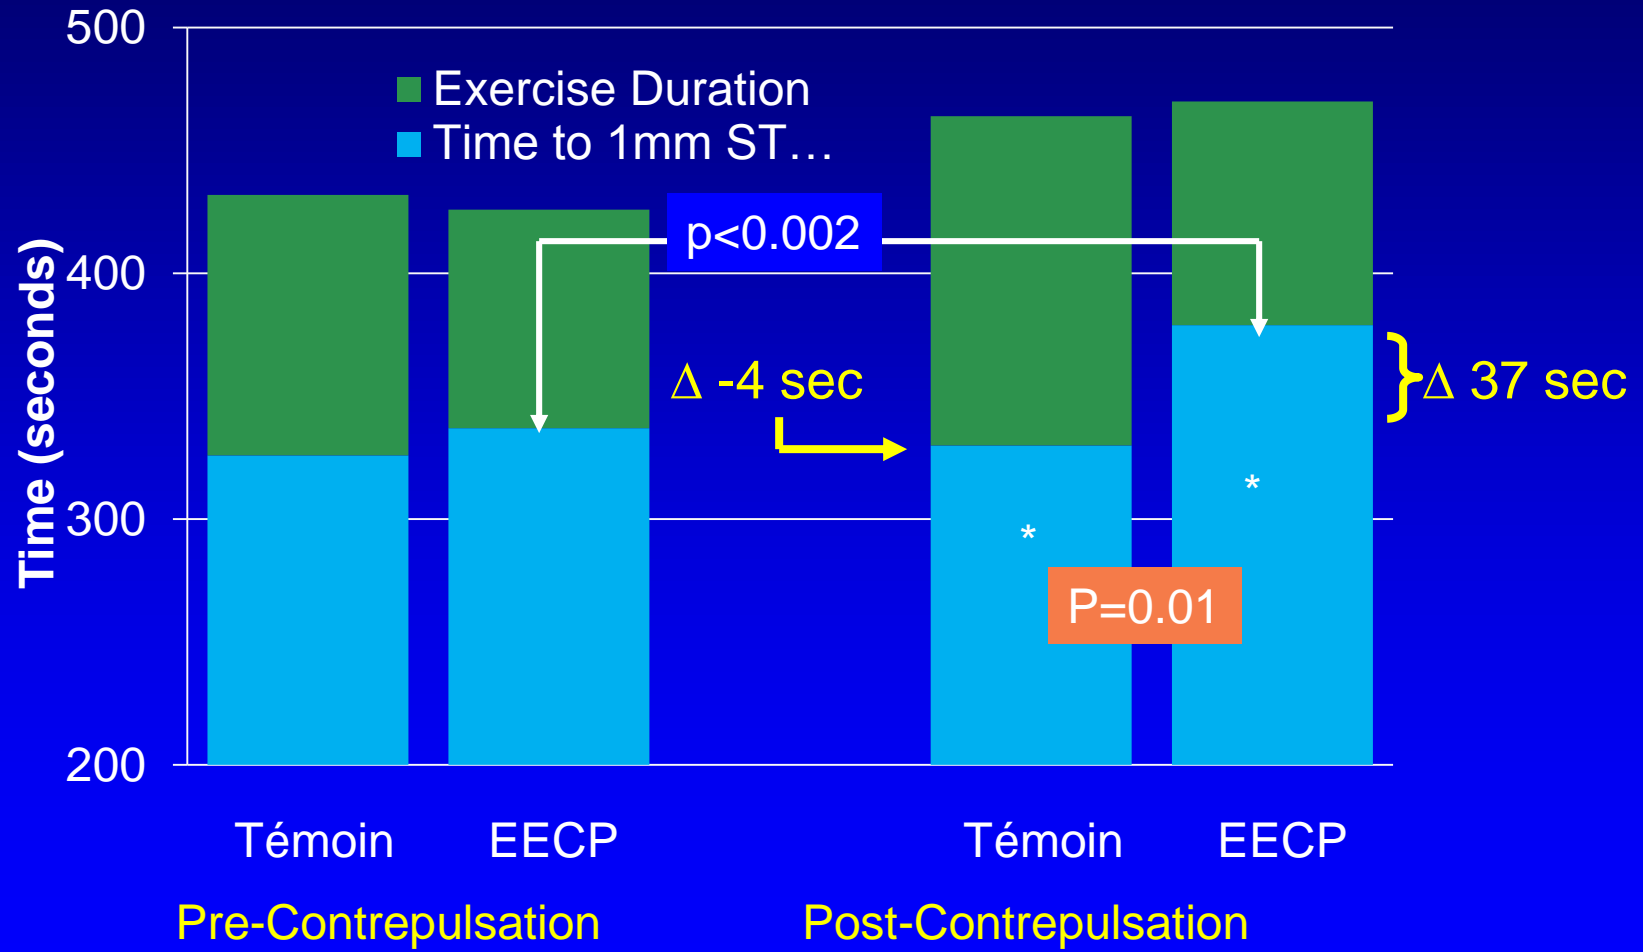 500
Exercise Duration
Time to 1mm ST…
p<0.002
400
Time (seconds)
Δ -4 sec
Δ 37 sec
*
300
*
P=0.01
200
Témoin EECP Témoin EECP
Pre-Contrepulsation Post-Contrepulsation